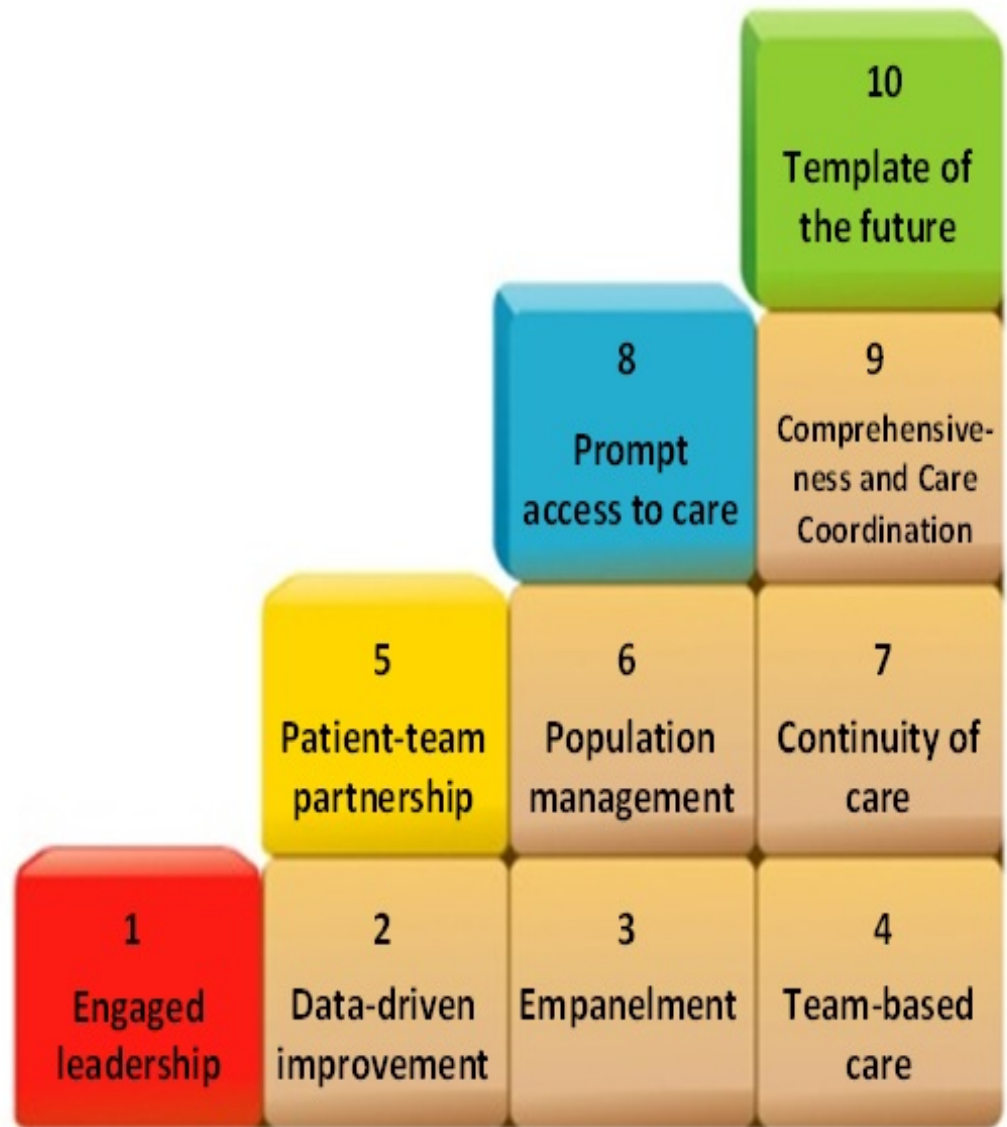 10
Template of
the future
8
Prompt
access to care
9
Comprehensive-
ness and Care
Coordination
5
Patient-team
partnership
6
Population
management
7
Continuity of
care
1
Engaged
leadership
2
Data-driven
improvement
3
Empanelment
4
Team-based
care